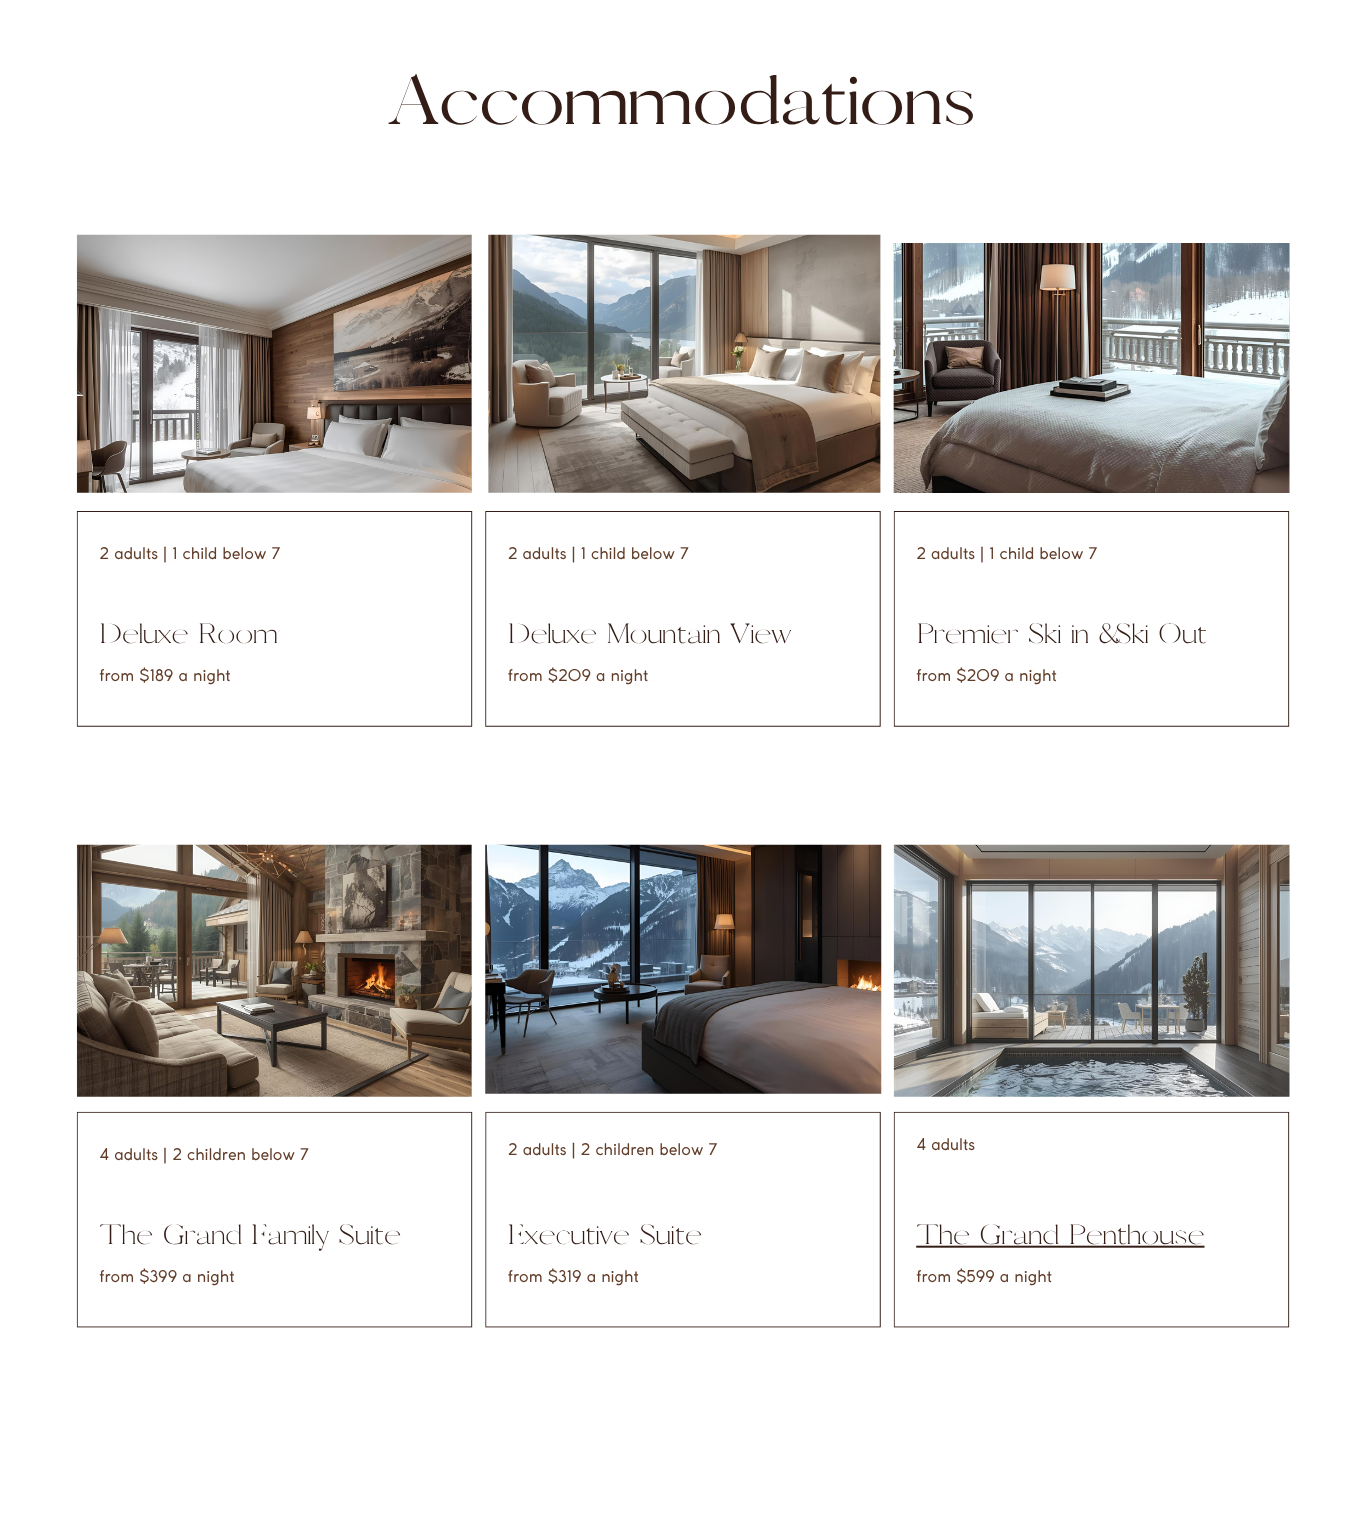 Accommodations
2 adults | 1 child below 7
Deluxe Room
from $189 a night
2 adults | 1 child below 7
Deluxe Mountain View
from $209 a night
2 adults | 1 child below 7
Premier Ski in &Ski Out
from $209 a night
4 adults | 2 children below 7
The Grand Family Suite
from $399 a night
2 adults | 2 children below 7
Executive Suite
from $319 a night
4 adults
The Grand Penthouse
from $599 a night